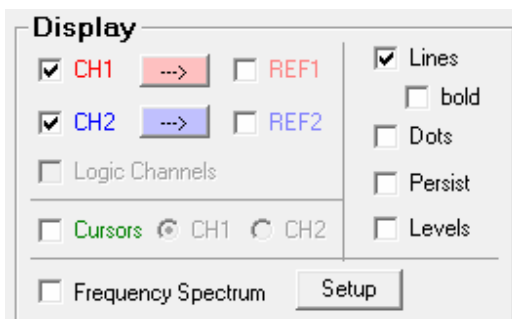 Display
CH1 ---> REF1
CH2 ---> REF2
Logic Channels
Cursors CH1 CH2
Frequency Spectrum Setup
Lines
bold
Dots
Persist
Levels